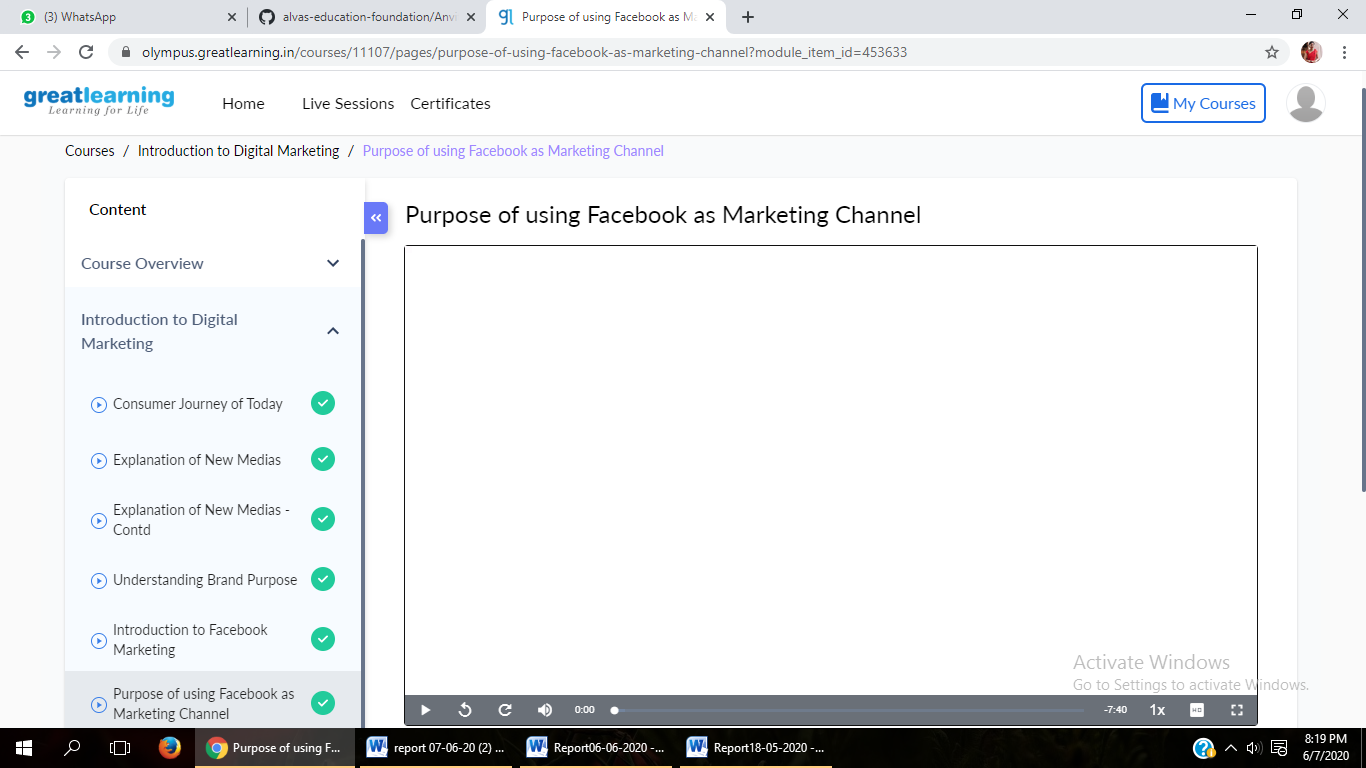 (3) WhatsApp
alvas-education-foundation/Anvi
Purpose of using Facebook as Ma
olympus.greatlearning.in/courses/11107/pages/purpose-of-using-facebook-as-marketing-channel?module_item_id=453633
greatlearning
Learning for Life
Home
Live Sessions
Certificates
My Courses
Courses / Introduction to Digital Marketing / Purpose of using Facebook as Marketing Channel
Content
Course Overview
Introduction to Digital
Marketing
Consumer Journey of Today
Explanation of New Medias
Explanation of New Medias -
Contd
Understanding Brand Purpose
Introduction to Facebook
Marketing
Purpose of using Facebook as
Marketing Channel
Purpose of using Facebook as Marketing Channel
Activate Windows
Go to Settings to activate Windows.
0:00
-7:40
1x
HD
Purpose of using F...
report 07-06-20 (2) ...
Report06-06-2020 -...
Report18-05-2020 -...
8:19 PM
6/7/2020